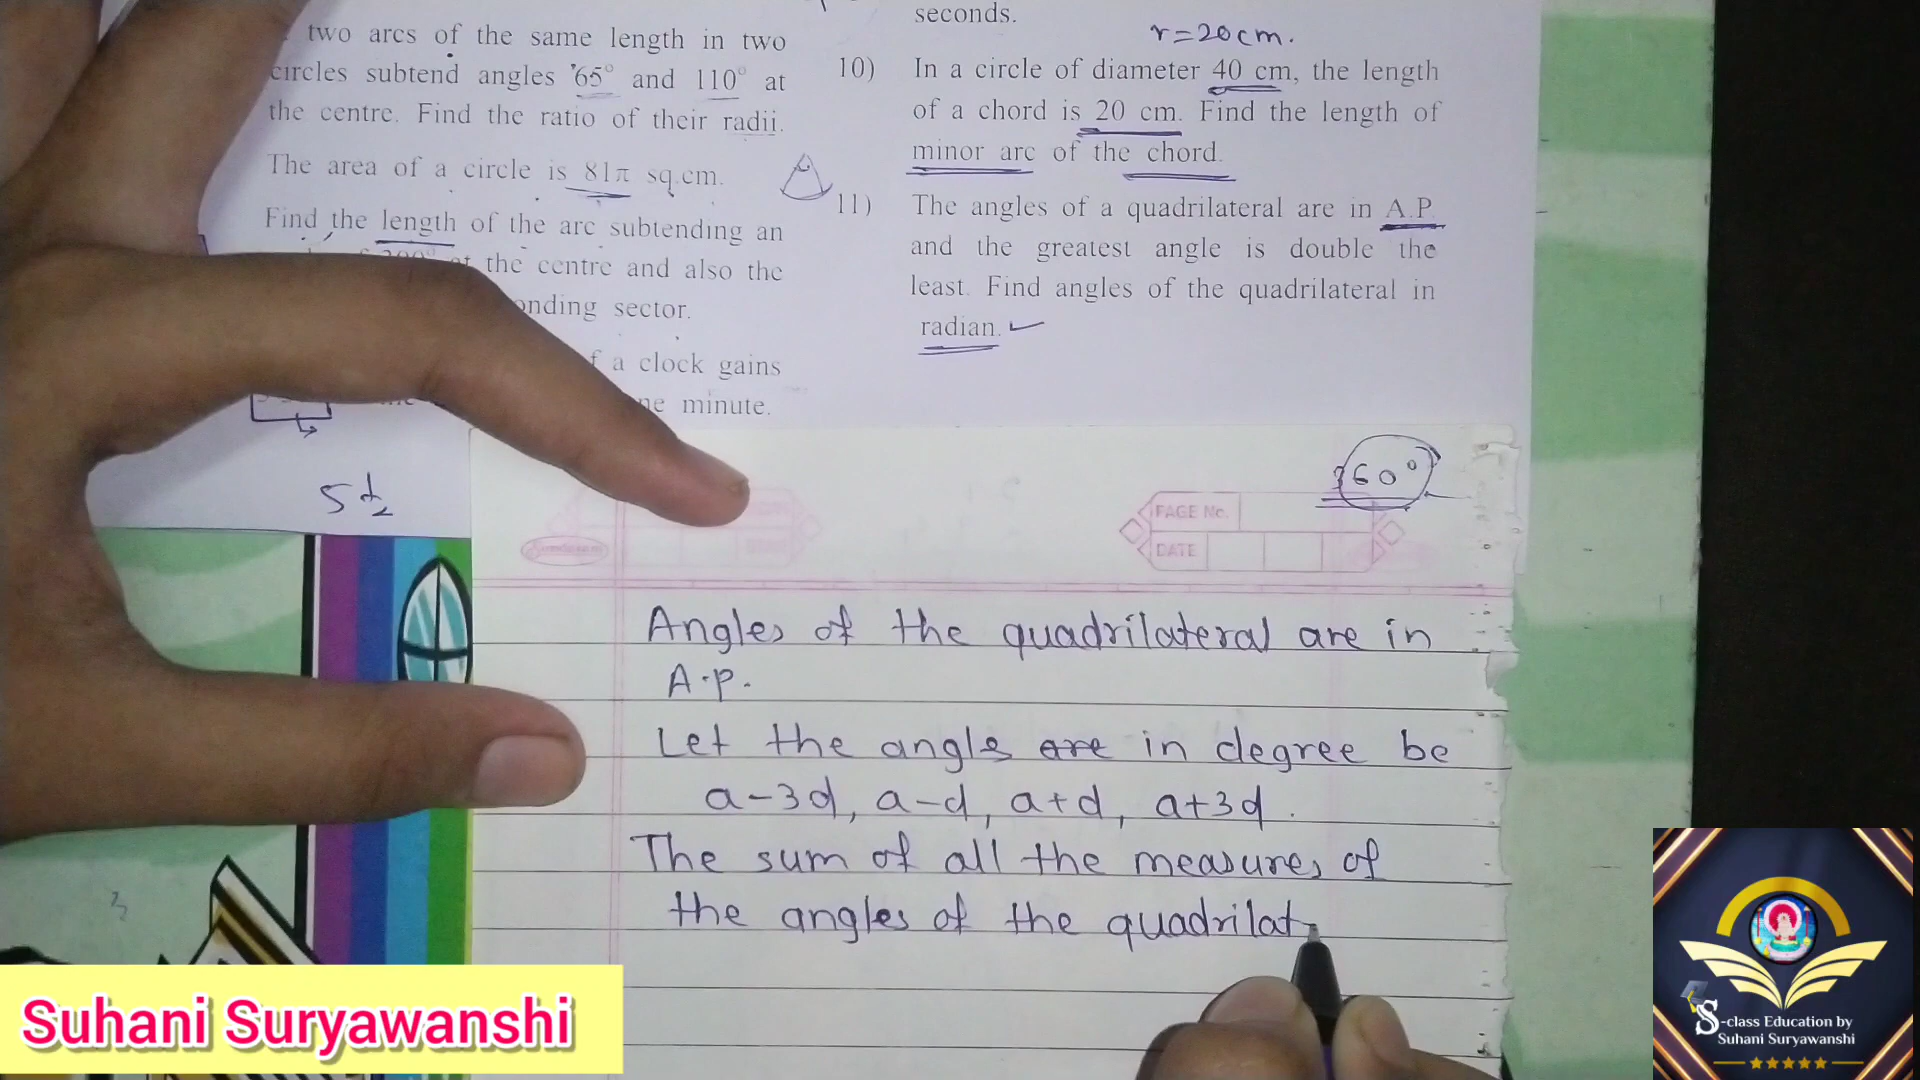 two arcs of the same length in two
circles subtend angles 65° and 110° at
the centre. Find the ratio of their radii.
The area of a circle is 81π sq.cm.
Find the length of the arc subtending an
at the centre and also the
onding sector.
f a clock gains
ne minute.
seconds.
r=20cm.
10) In a circle of diameter 40 cm, the length
of a chord is 20 cm. Find the length of
minor arc of the chord.
11) The angles of a quadrilateral are in A.P.
and the greatest angle is double the
least. Find angles of the quadrilateral in
radian.
360°
PAGE No.
DATE
Angles of the quadrilateral are in
A.P.
Let the angls are in degree be
a-3d, a-d, a+d, a+3d.
The sum of all the measures of
the angles of the quadrilat
Suhani Suryawanshi
S-class Education by
Suhani Suryawanshi